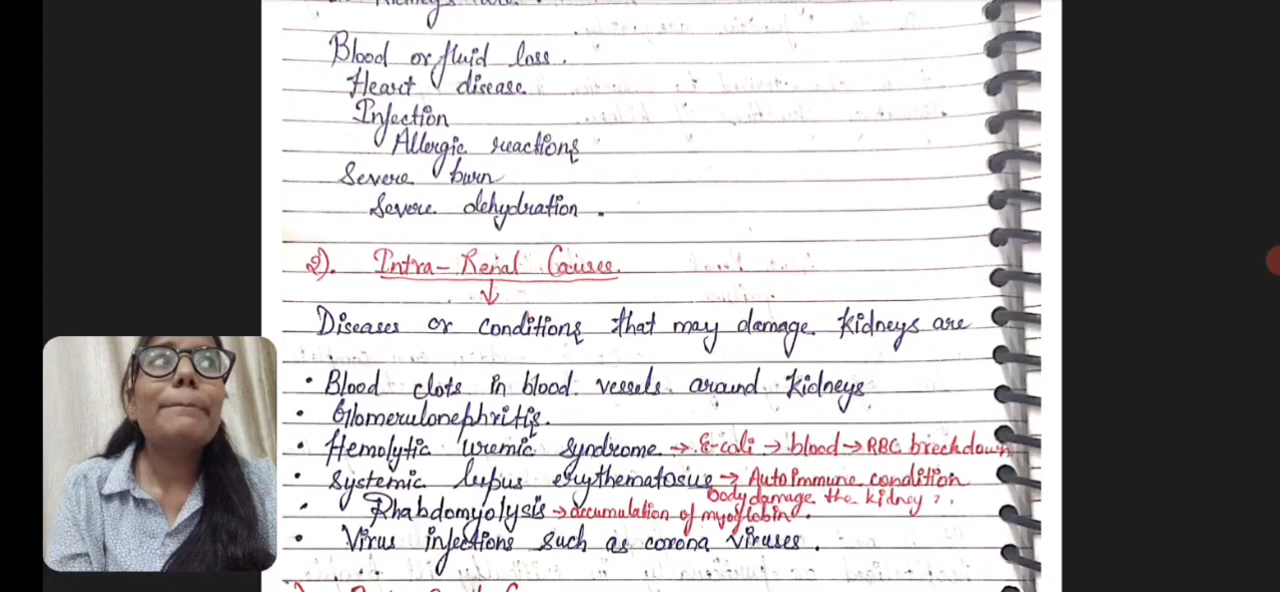 Blood or fluid loss.
Heart disease
Infection
Allergic reactions
Severe burn
Severe dehydration.
2). Intra-Renal Causes.
Diseases or conditions that may damage kidneys are
• Blood clots in blood vessels around kidneys
• Glomerulonephritis.
• Hemolytic uremic syndrome → E-coli → blood → RBC breakdown
• Systemic lupus erythematosus → Autoimmune condition
Body damage the kidney
• Rhabdomyolysis → accumulation of myoglobin.
• Virus infections such as corona viruses.